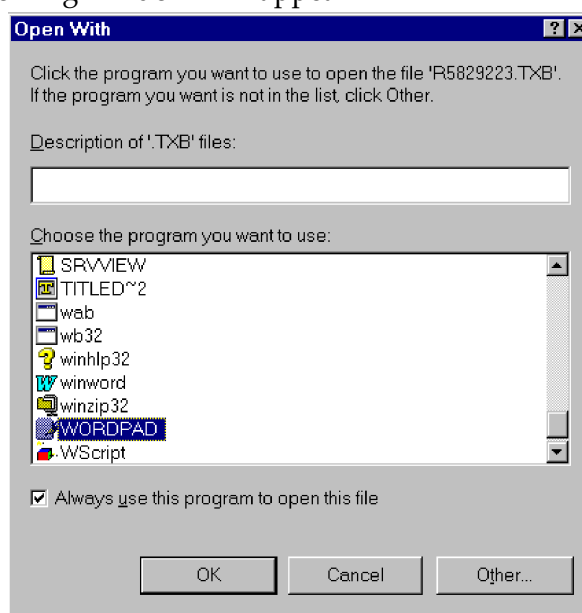 Open With
Click the program you want to use to open the file 'R5829223.TXB'.
If the program you want is not in the list, click Other.
Description of '.TXB' files:
Choose the program you want to use:
SRVVIEW
TITLED~2
wab
wb32
winhlp32
winword
winzip32
WORDPAD
WScript
Always use this program to open this file
OK Cancel Other...